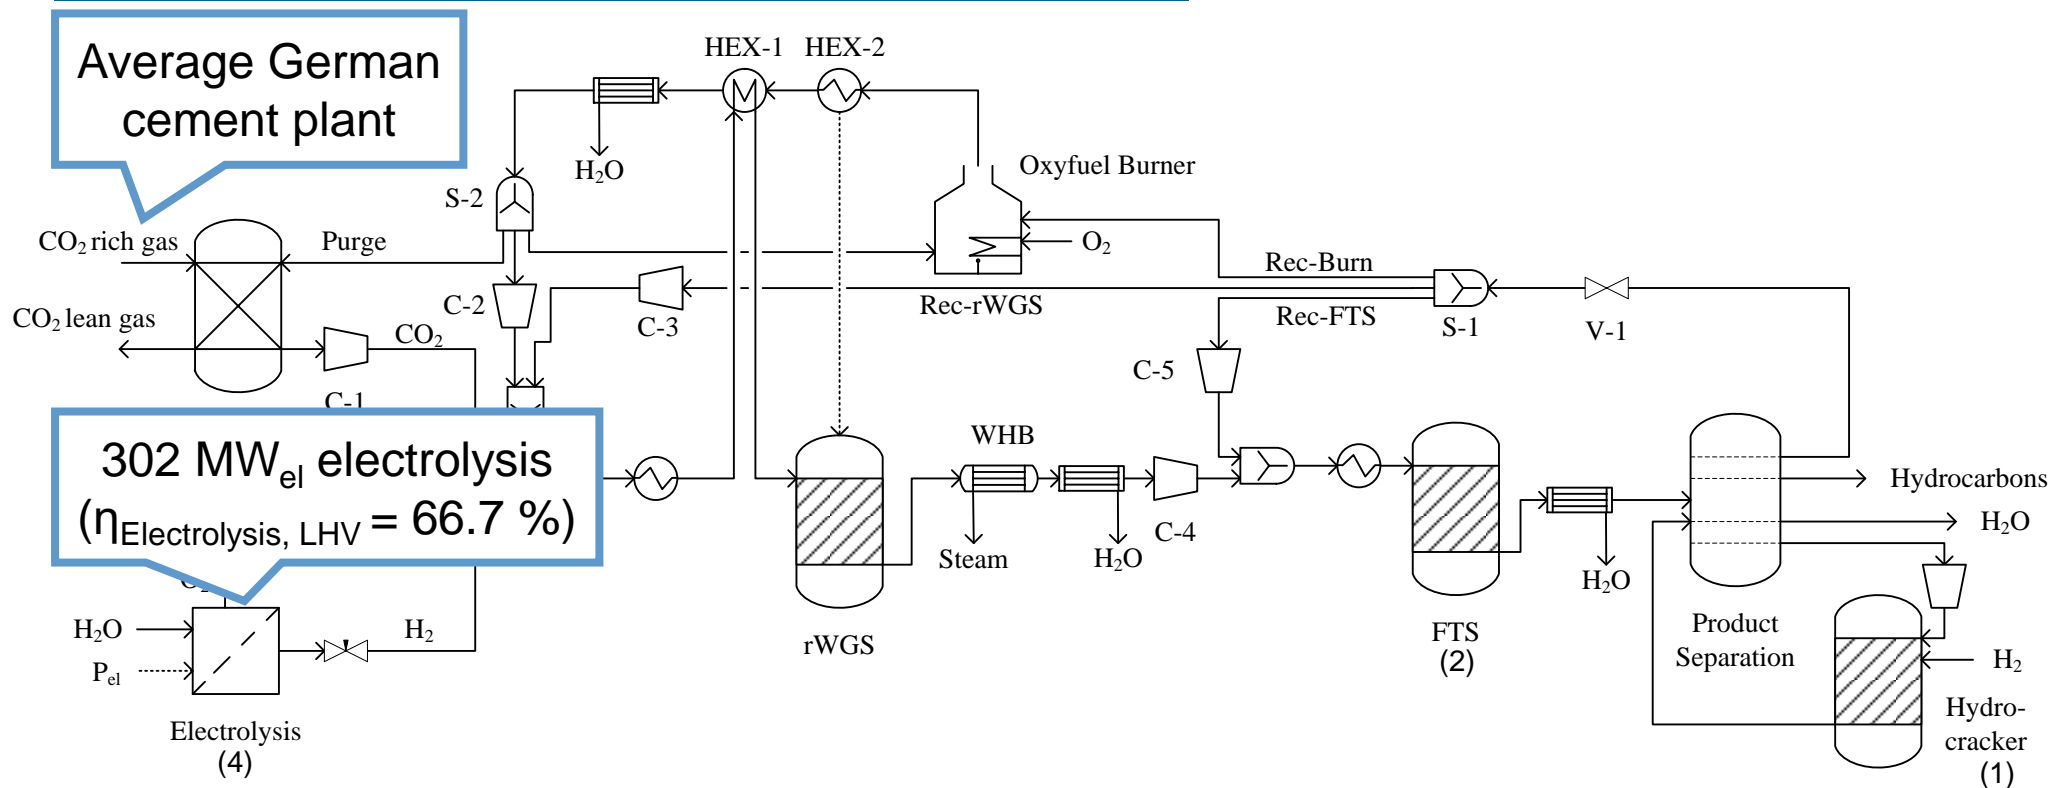 Average German
cement plant
HEX-1 HEX-2
H₂O
Oxyfuel Burner
S-2
CO₂ rich gas
Purge
O₂
Rec-Burn
C-2
Rec-rWGS
CO₂ lean gas
C-3
CO₂
Rec-FTS
S-1
V-1
C-5
C-1
302 MWel electrolysis
(ηElectrolysis, LHV = 66.7 %)
WHB
Hydrocarbons
H₂O
C-4
Steam
H₂O
H₂O
O₂
H₂O
H₂
Pel
rWGS
FTS
(2)
Product
Separation
H₂
Hydro-
cracker
(1)
Electrolysis
(4)